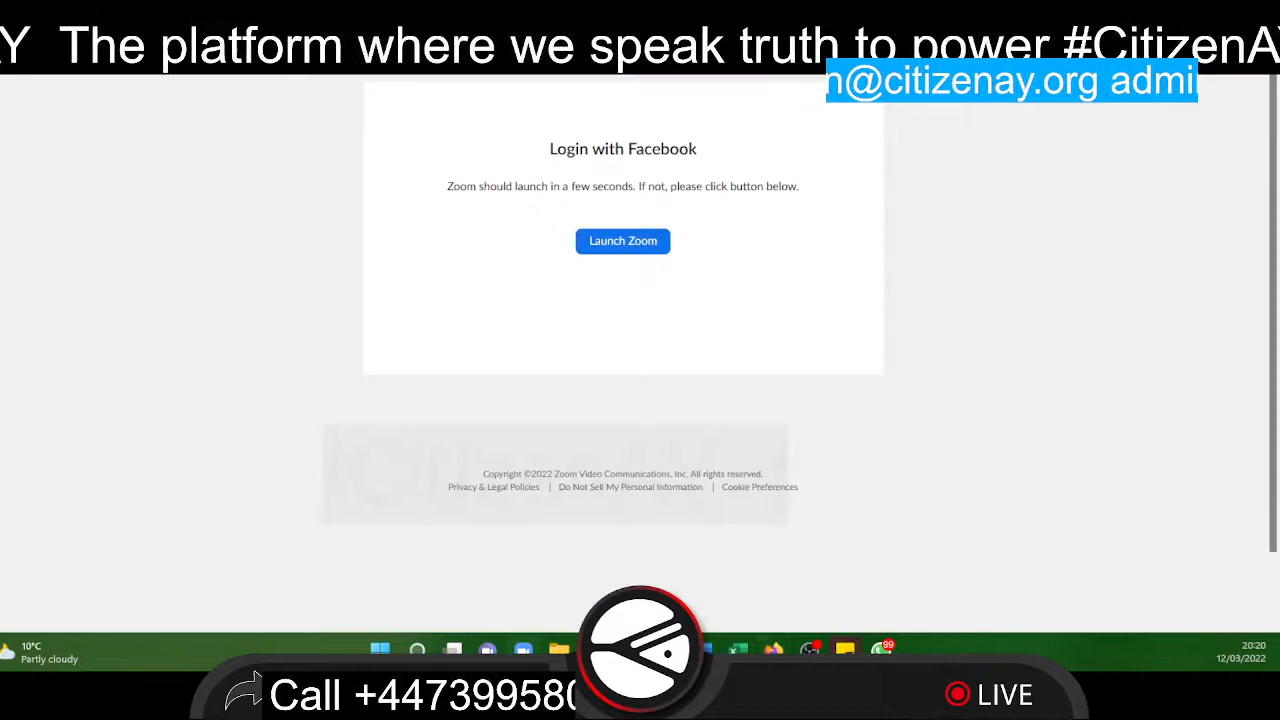 Y The platform where we speak truth to power #CitizenAY
n@citizenay.org admi
Login with Facebook
Zoom should launch in a few seconds. If not, please click button below.
Launch Zoom
Copyright ©2022 Zoom Video Communications, Inc. All rights reserved.
Privacy & Legal Policies | Do Not Sell My Personal Information | Cookie Preferences
10°C
Partly cloudy
99
20:20
12/03/2022
Call +447399580
LIVE